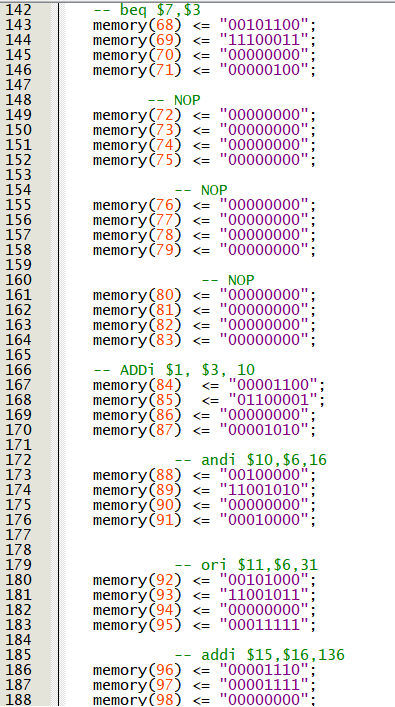 142 -- beq $7,$3
143 memory(68) <= "00101100";
144 memory(69) <= "11100011";
145 memory(70) <= "00000000";
146 memory(71) <= "00000100";
147
148 -- NOP
149 memory(72) <= "00000000";
150 memory(73) <= "00000000";
151 memory(74) <= "00000000";
152 memory(75) <= "00000000";
153
154 -- NOP
155 memory(76) <= "00000000";
156 memory(77) <= "00000000";
157 memory(78) <= "00000000";
158 memory(79) <= "00000000";
159
160 -- NOP
161 memory(80) <= "00000000";
162 memory(81) <= "00000000";
163 memory(82) <= "00000000";
164 memory(83) <= "00000000";
165
166 -- ADDi $1, $3, 10
167 memory(84) <= "00001100";
168 memory(85) <= "01100001";
169 memory(86) <= "00000000";
170 memory(87) <= "00001010";
171
172 -- andi $10,$6,16
173 memory(88) <= "00100000";
174 memory(89) <= "11001010";
175 memory(90) <= "00000000";
176 memory(91) <= "00010000";
177
178
179 -- ori $11,$6,31
180 memory(92) <= "00101000";
181 memory(93) <= "11001011";
182 memory(94) <= "00000000";
183 memory(95) <= "00011111";
184
185 -- addi $15,$16,136
186 memory(96) <= "00001110";
187 memory(97) <= "00001111";
188 memory(98) <= "00000000";